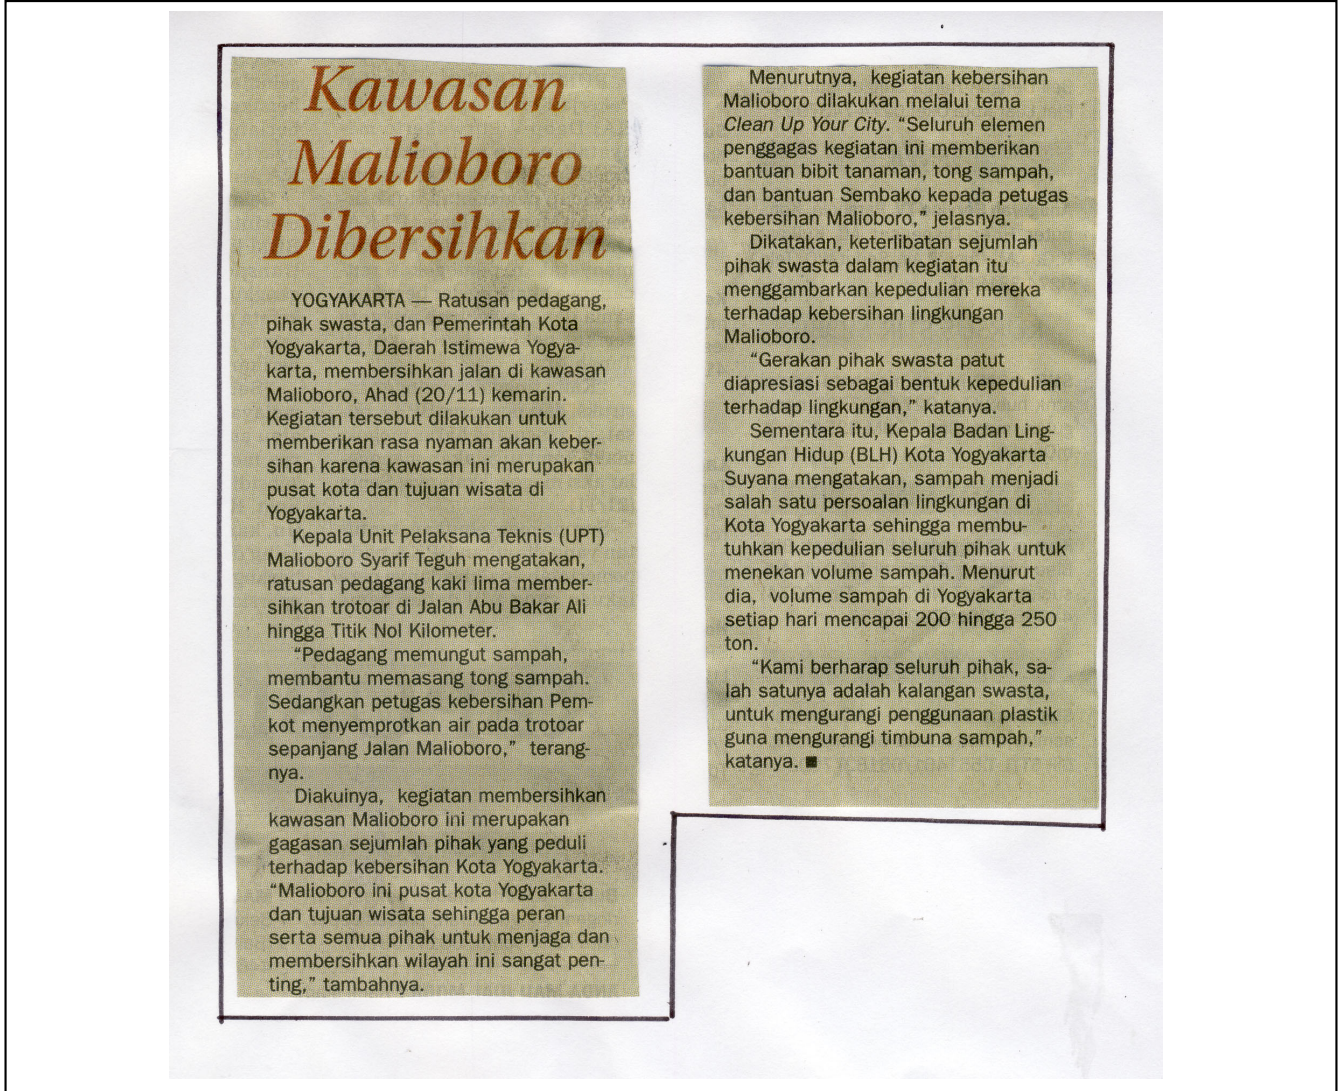 Kawasan
Malioboro
Dibersihkan
YOGYAKARTA — Ratusan pedagang,
pihak swasta, dan Pemerintah Kota
Yogyakarta, Daerah Istimewa Yogya-
karta, membersihkan jalan di kawasan
Malioboro, Ahad (20/11) kemarin.
Kegiatan tersebut dilakukan untuk
memberikan rasa nyaman akan keber-
sihan karena kawasan ini merupakan
pusat kota dan tujuan wisata di
Yogyakarta.
Kepala Unit Pelaksana Teknis (UPT)
Malioboro Syarif Teguh mengatakan,
ratusan pedagang kaki lima member-
sihkan trotoar di Jalan Abu Bakar Ali
hingga Titik Nol Kilometer.
“Pedagang memungut sampah,
membantu memasang tong sampah.
Sedangkan petugas kebersihan Pem-
kot menyemprotkan air pada trotoar
sepanjang Jalan Malioboro,” terang-
nya.
Diakuinya, kegiatan membersihkan
kawasan Malioboro ini merupakan
gagasan sejumlah pihak yang peduli
terhadap kebersihan Kota Yogyakarta.
“Malioboro ini pusat kota Yogyakarta
dan tujuan wisata sehingga peran
serta semua pihak untuk menjaga dan
membersihkan wilayah ini sangat pen-
ting,” tambahnya.
Menurutnya, kegiatan kebersihan
Malioboro dilakukan melalui tema
Clean Up Your City. “Seluruh elemen
penggagas kegiatan ini memberikan
bantuan bibit tanaman, tong sampah,
dan bantuan Sembako kepada petugas
kebersihan Malioboro,” jelasnya.
Dikatakan, keterlibatan sejumlah
pihak swasta dalam kegiatan itu
menggambarkan kepedulian mereka
terhadap kebersihan lingkungan
Malioboro.
“Gerakan pihak swasta patut
diapresiasi sebagai bentuk kepedulian
terhadap lingkungan,” katanya.
Sementara itu, Kepala Badan Ling-
kungan Hidup (BLH) Kota Yogyakarta
Suyana mengatakan, sampah menjadi
salah satu persoalan lingkungan di
Kota Yogyakarta sehingga membu-
tuhkan kepedulian seluruh pihak untuk
menekan volume sampah. Menurut
dia, volume sampah di Yogyakarta
setiap hari mencapai 200 hingga 250
ton.
“Kami berharap seluruh pihak, sa-
lah satunya adalah kalangan swasta,
untuk mengurangi penggunaan plastik
guna mengurangi timbuna sampah,”
katanya. ■